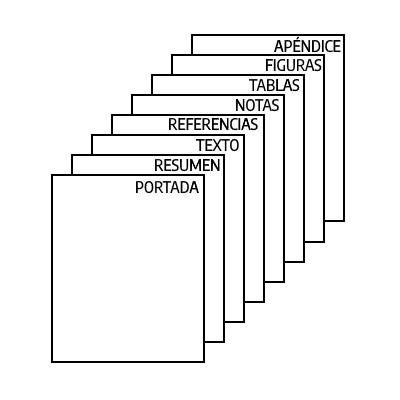 APÉNDICE
FIGURAS
TABLAS
NOTAS
REFERENCIAS
TEXTO
RESUMEN
PORTADA